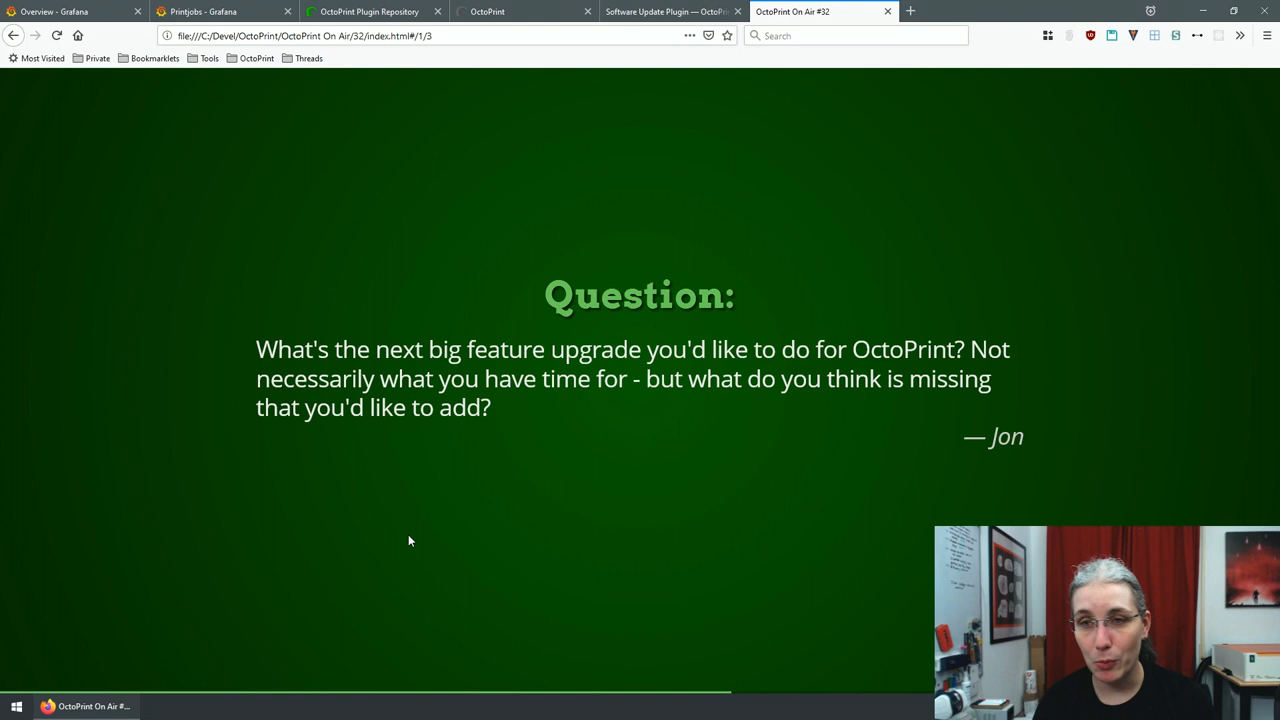 Overview - Grafana
Printjobs - Grafana
OctoPrint Plugin Repository
OctoPrint
Software Update Plugin — OctoPri
OctoPrint On Air #32
file:///C:/Devel/OctoPrint/OctoPrint On Air/32/index.html#/1/3
Search
Most Visited
Private
Bookmarklets
Tools
OctoPrint
Threads
Question:
What's the next big feature upgrade you'd like to do for OctoPrint? Not
necessarily what you have time for - but what do you think is missing
that you'd like to add?
— Jon
OctoPrint On Air #...